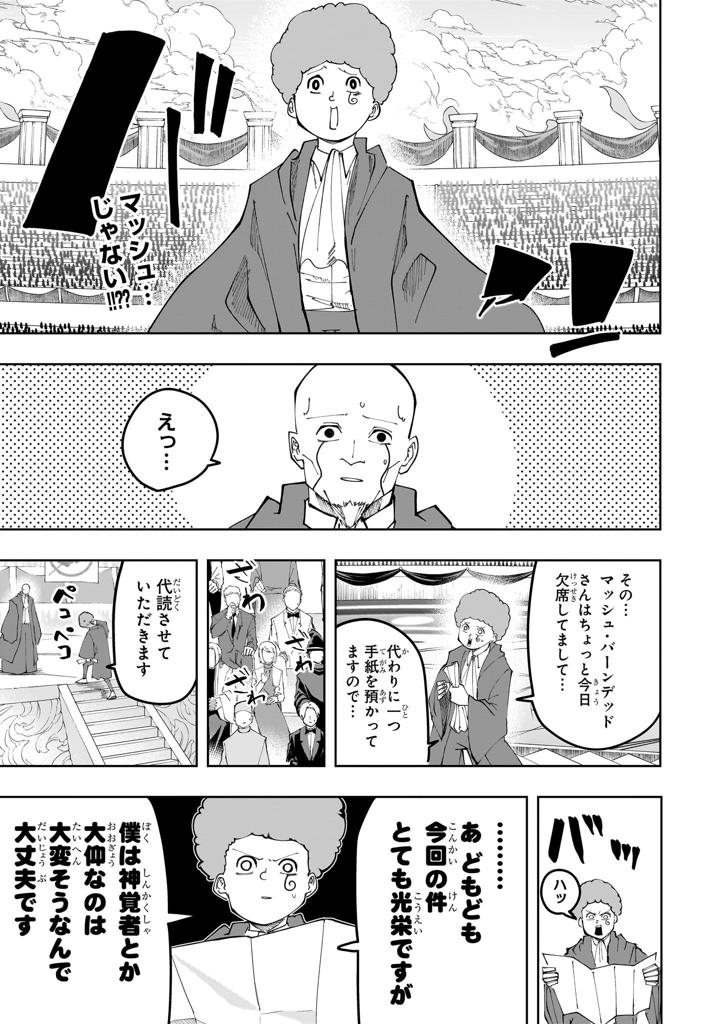 バーーン
マッシュ…
じゃない!!??
えっ…
その…
マッシュ・バーンデッド
さんはちょっと今日
欠席してまして…
代わりに一つ
手紙を預かって
ますので…
ざわ
ざわ
代読させて
いただきます
ペコペコ
バッ
ハッ
………
あ どもども
今回の件
とても光栄ですが
僕は神覚者とか
大仰なのは
大変そうなんで
大丈夫です